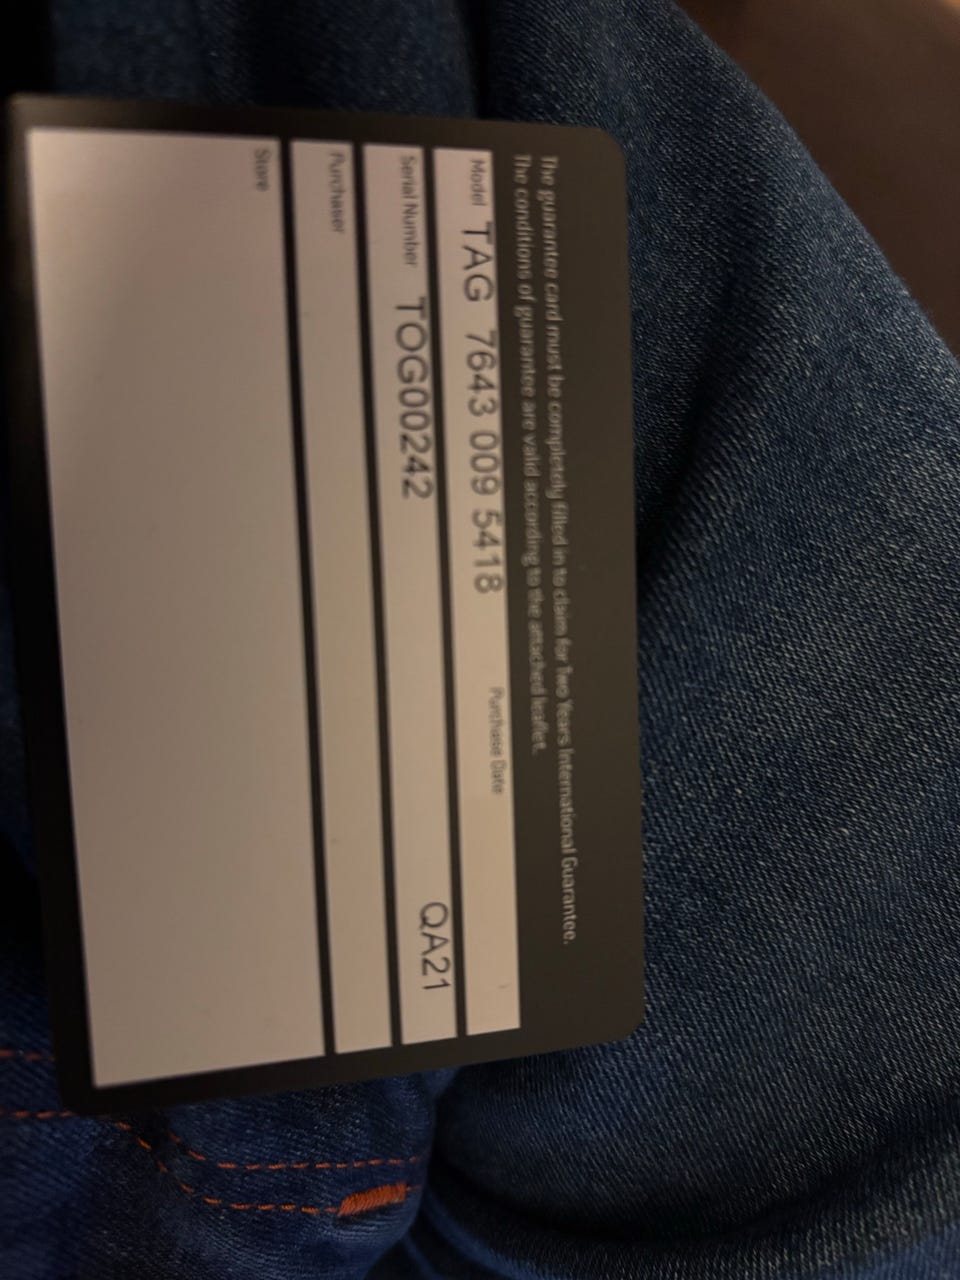 The guarantee card must be completely filled in to claim for Two Years International Guarantee.
The conditions of guarantee are valid according to the attached leaflet.
Model TAG 7643 009 5418 Purchase Date
Serial Number TOG00242 QA21
Purchaser
Store